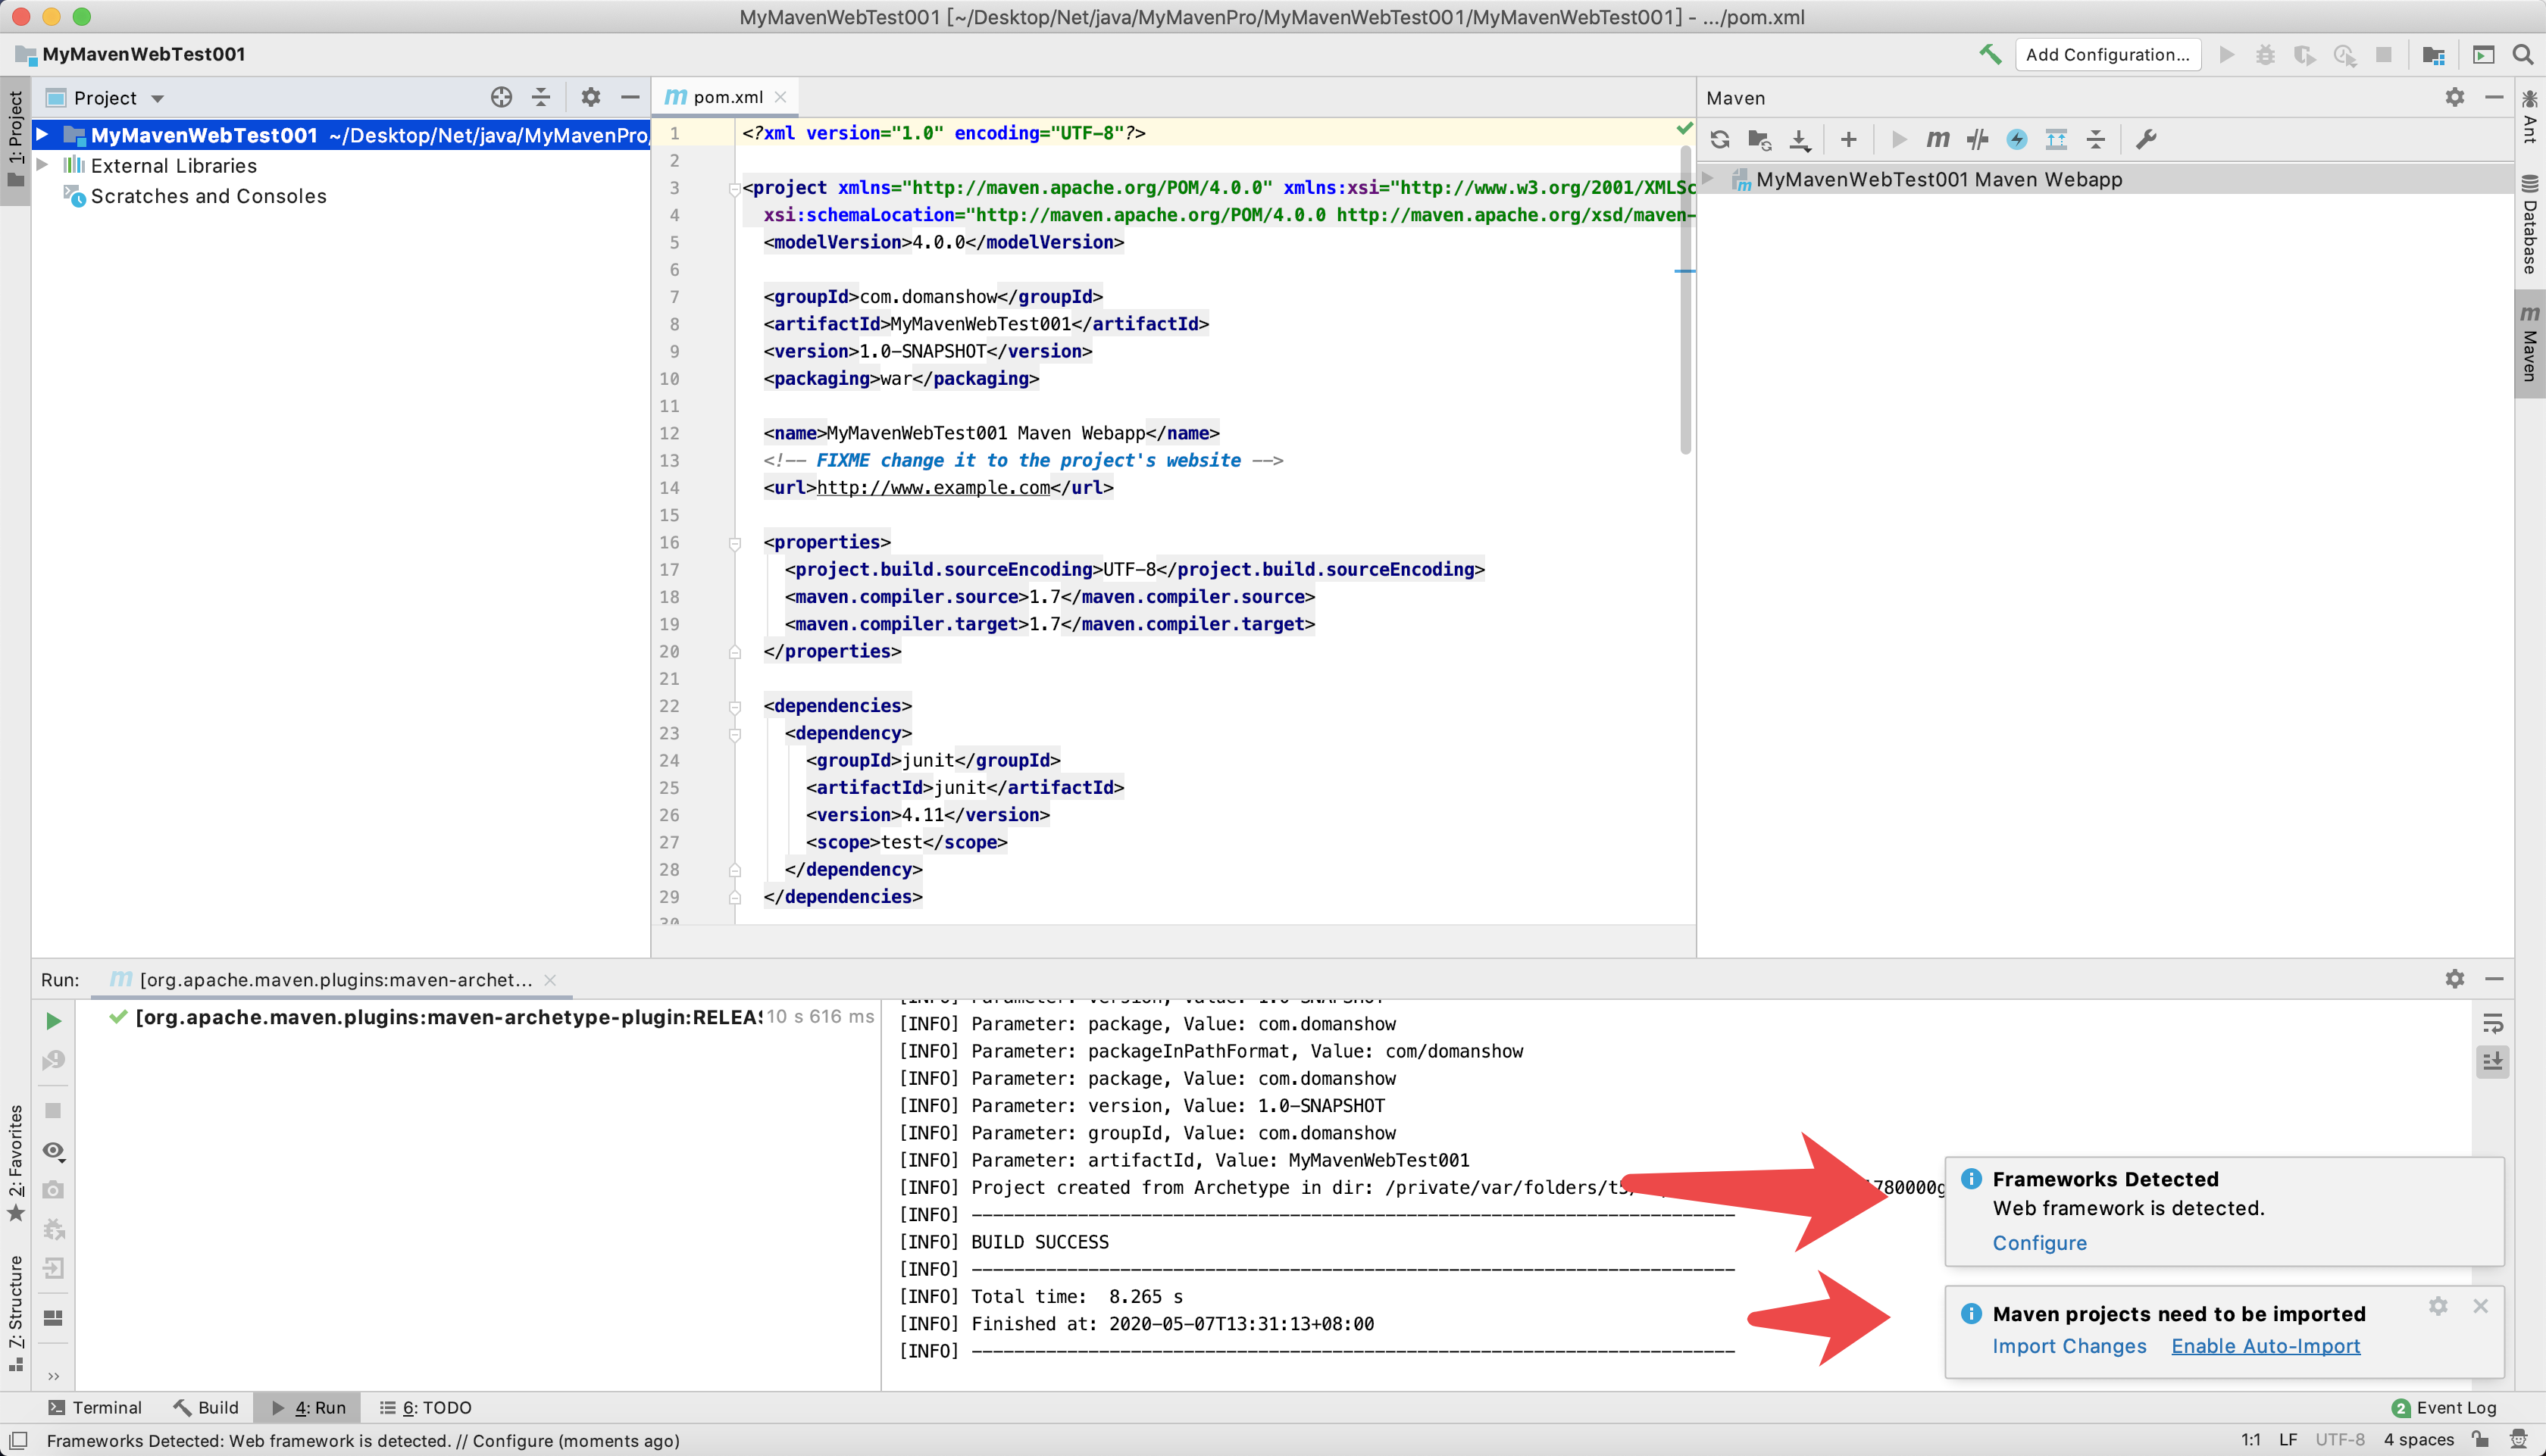 MyMavenWebTest001 [~/Desktop/Net/java/MyMavenPro/MyMavenWebTest001/MyMavenWebTest001] - .../pom.xml
MyMavenWebTest001
Add Configuration...
1: Project
Project
MyMavenWebTest001 ~/Desktop/Net/java/MyMavenPro
External Libraries
Scratches and Consoles
pom.xml
1 <?xml version="1.0" encoding="UTF-8"?>
2
3 <project xmlns="http://maven.apache.org/POM/4.0.0" xmlns:xsi="http://www.w3.org/2001/XMLSc
4 xsi:schemaLocation="http://maven.apache.org/POM/4.0.0 http://maven.apache.org/xsd/maven-
5 <modelVersion>4.0.0</modelVersion>
6
7 <groupId>com.domanshow</groupId>
8 <artifactId>MyMavenWebTest001</artifactId>
9 <version>1.0-SNAPSHOT</version>
10 <packaging>war</packaging>
11
12 <name>MyMavenWebTest001 Maven Webapp</name>
13 <!-- FIXME change it to the project's website -->
14 <url>http://www.example.com</url>
15
16 <properties>
17 <project.build.sourceEncoding>UTF-8</project.build.sourceEncoding>
18 <maven.compiler.source>1.7</maven.compiler.source>
19 <maven.compiler.target>1.7</maven.compiler.target>
20 </properties>
21
22 <dependencies>
23 <dependency>
24 <groupId>junit</groupId>
25 <artifactId>junit</artifactId>
26 <version>4.11</version>
27 <scope>test</scope>
28 </dependency>
29 </dependencies>
30
Maven
MyMavenWebTest001 Maven Webapp
Ant
Database
Maven
Run:
[org.apache.maven.plugins:maven-archet...
[org.apache.maven.plugins:maven-archetype-plugin:RELEAS 10 s 616 ms
[INFO] Parameter: version, Value: 1.0-SNAPSHOT
[INFO] Parameter: package, Value: com.domanshow
[INFO] Parameter: packageInPathFormat, Value: com/domanshow
[INFO] Parameter: package, Value: com.domanshow
[INFO] Parameter: version, Value: 1.0-SNAPSHOT
[INFO] Parameter: groupId, Value: com.domanshow
[INFO] Parameter: artifactId, Value: MyMavenWebTest001
[INFO] Project created from Archetype in dir: /private/var/folders/t5/ 780000g
[INFO] ------------------------------------------------------------------------
[INFO] BUILD SUCCESS
[INFO] ------------------------------------------------------------------------
[INFO] Total time:  8.265 s
[INFO] Finished at: 2020-05-07T13:31:13+08:00
[INFO] ------------------------------------------------------------------------
Frameworks Detected
Web framework is detected.
Configure
Maven projects need to be imported
Import Changes Enable Auto-Import
2: Favorites
7: Structure
Terminal Build 4: Run 6: TODO
2 Event Log
Frameworks Detected: Web framework is detected. // Configure (moments ago)
1:1 LF UTF-8 4 spaces